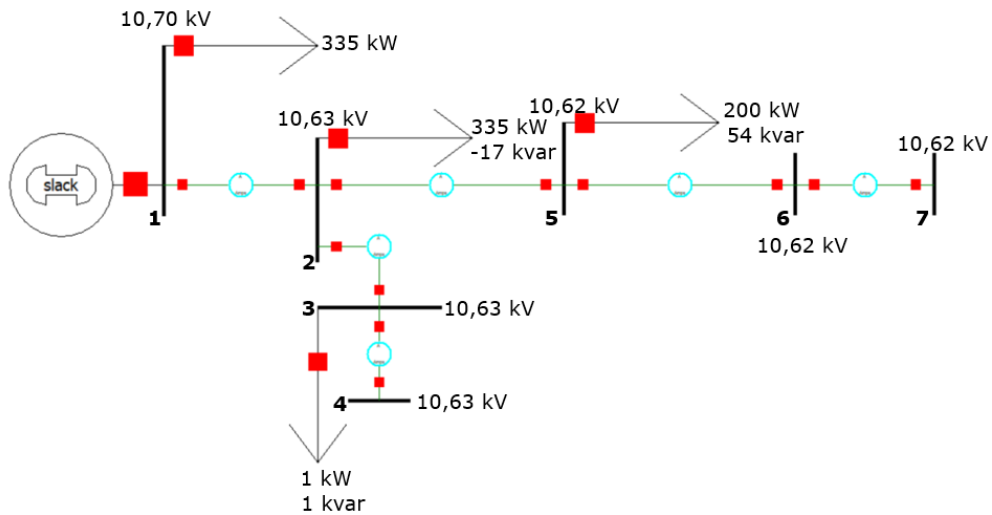 10,70 kV
335 kW
10,63 kV
335 kW
-17 kvar
10,62 kV
200 kW
54 kvar
10,62 kV
slack
1
2
5
6
7
10,62 kV
3
10,63 kV
4
10,63 kV
1 kW
1 kvar